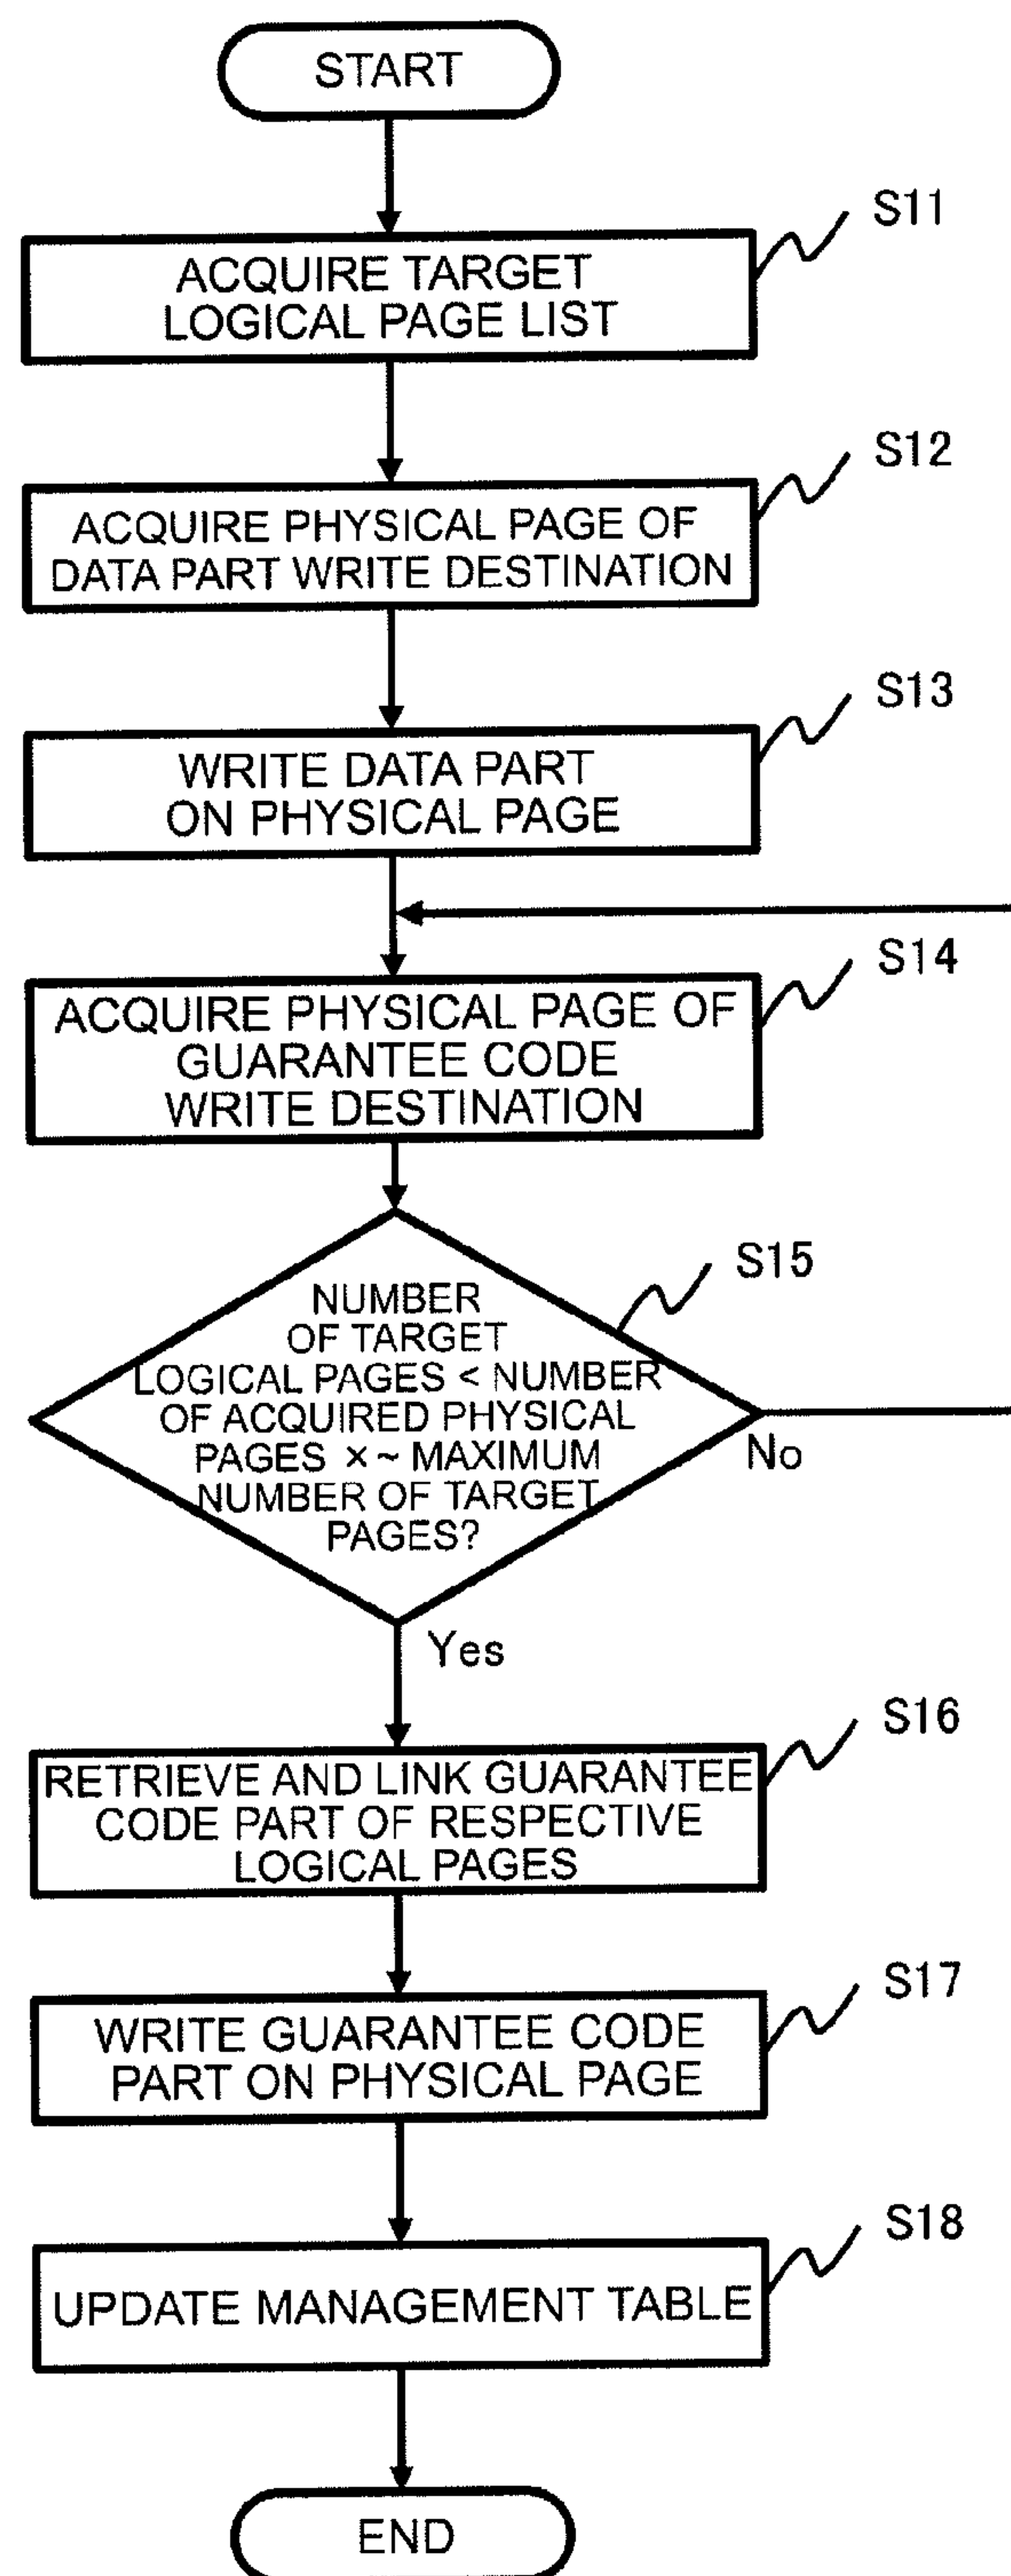 START
S11
ACQUIRE TARGET
LOGICAL PAGE LIST
S12
ACQUIRE PHYSICAL PAGE OF
DATA PART WRITE DESTINATION
S13
WRITE DATA PART
ON PHYSICAL PAGE
S14
ACQUIRE PHYSICAL PAGE OF
GUARANTEE CODE
WRITE DESTINATION
S15
NUMBER
OF TARGET
LOGICAL PAGES < NUMBER
OF ACQUIRED PHYSICAL
PAGES × ~ MAXIMUM
NUMBER OF TARGET
PAGES?
No
Yes
S16
RETRIEVE AND LINK GUARANTEE
CODE PART OF RESPECTIVE
LOGICAL PAGES
S17
WRITE GUARANTEE CODE
PART ON PHYSICAL PAGE
S18
UPDATE MANAGEMENT TABLE
END